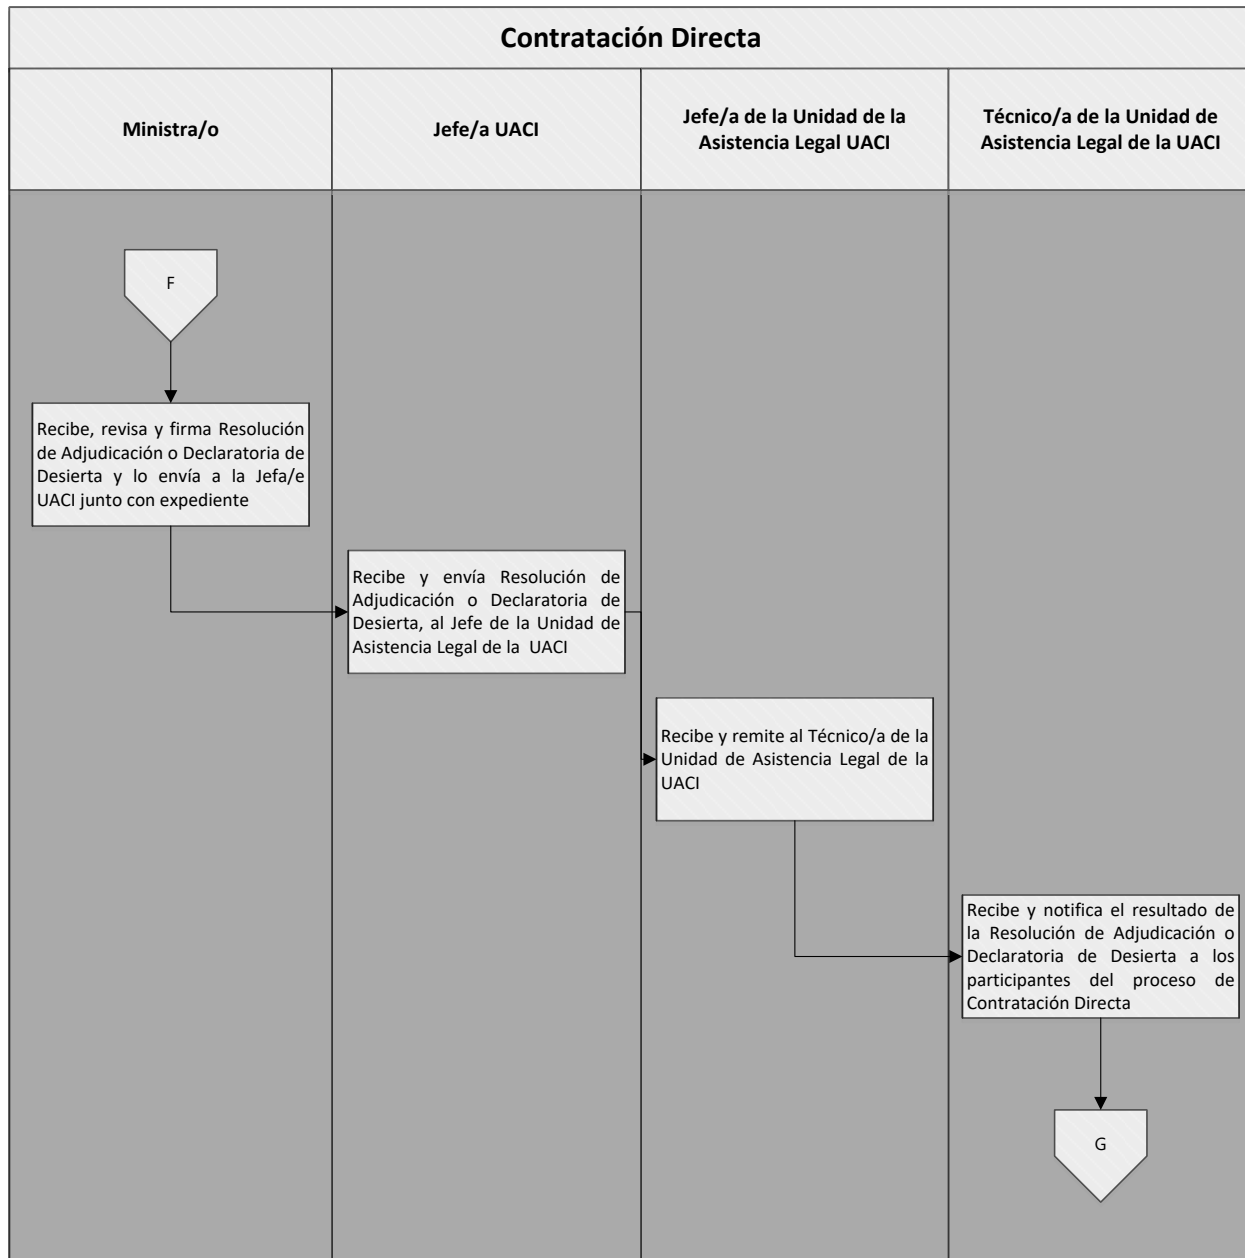 Contratación Directa
Ministra/o
Jefe/a UACI
Jefe/a de la Unidad de la
Asistencia Legal UACI
Técnico/a de la Unidad de
Asistencia Legal de la UACI
F
Recibe, revisa y firma Resolución
de Adjudicación o Declaratoria de
Desierta y lo envía a la Jefa/e
UACI junto con expediente
Recibe y envía Resolución de
Adjudicación o Declaratoria de
Desierta, al Jefe de la Unidad de
Asistencia Legal de la UACI
Recibe y remite al Técnico/a de la
Unidad de Asistencia Legal de la
UACI
Recibe y notifica el resultado de
la Resolución de Adjudicación o
Declaratoria de Desierta a los
participantes del proceso de
Contratación Directa
G